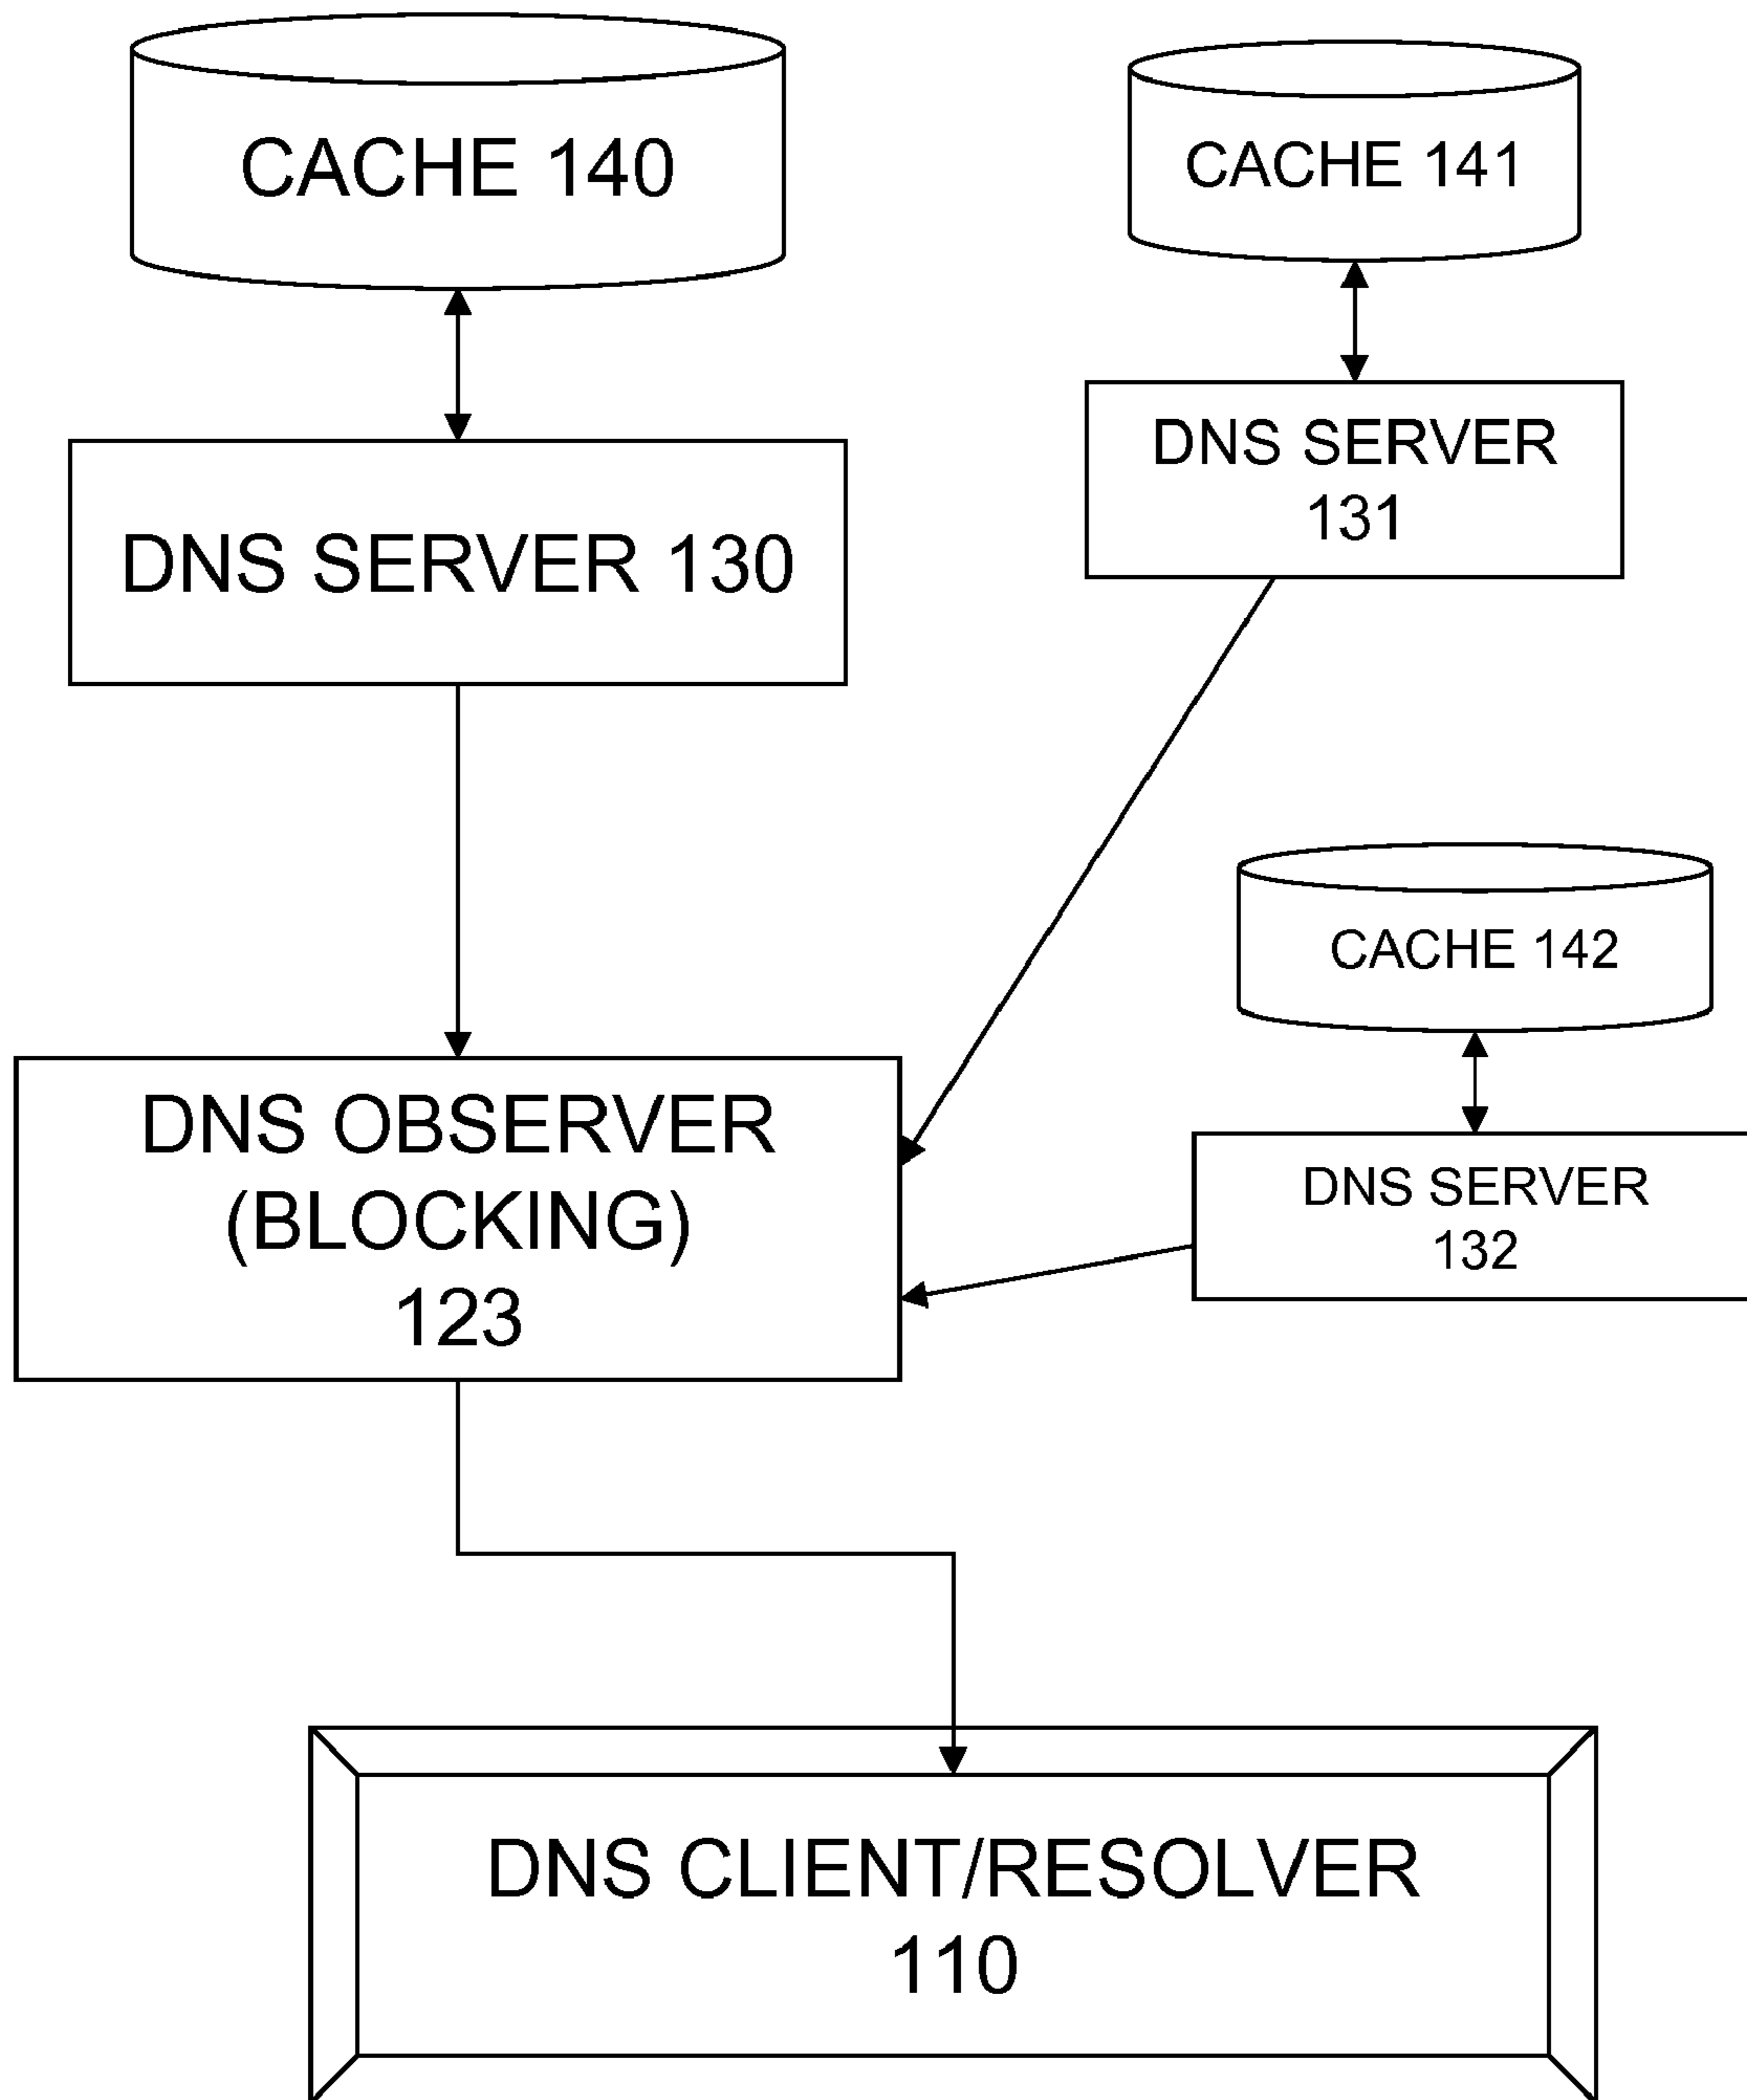 CACHE 140
CACHE 141
DNS SERVER
131
DNS SERVER 130
CACHE 142
DNS OBSERVER
(BLOCKING)
123
DNS SERVER
132
DNS CLIENT/RESOLVER
110